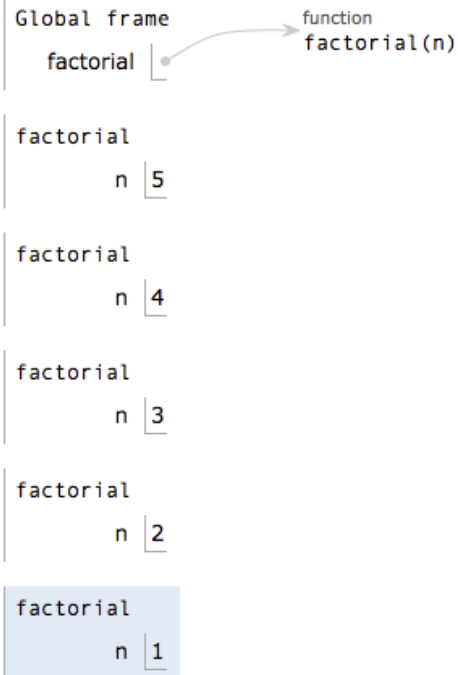 Global frame
function
factorial
factorial(n)
factorial
n 5
factorial
n 4
factorial
n 3
factorial
n 2
factorial
n 1